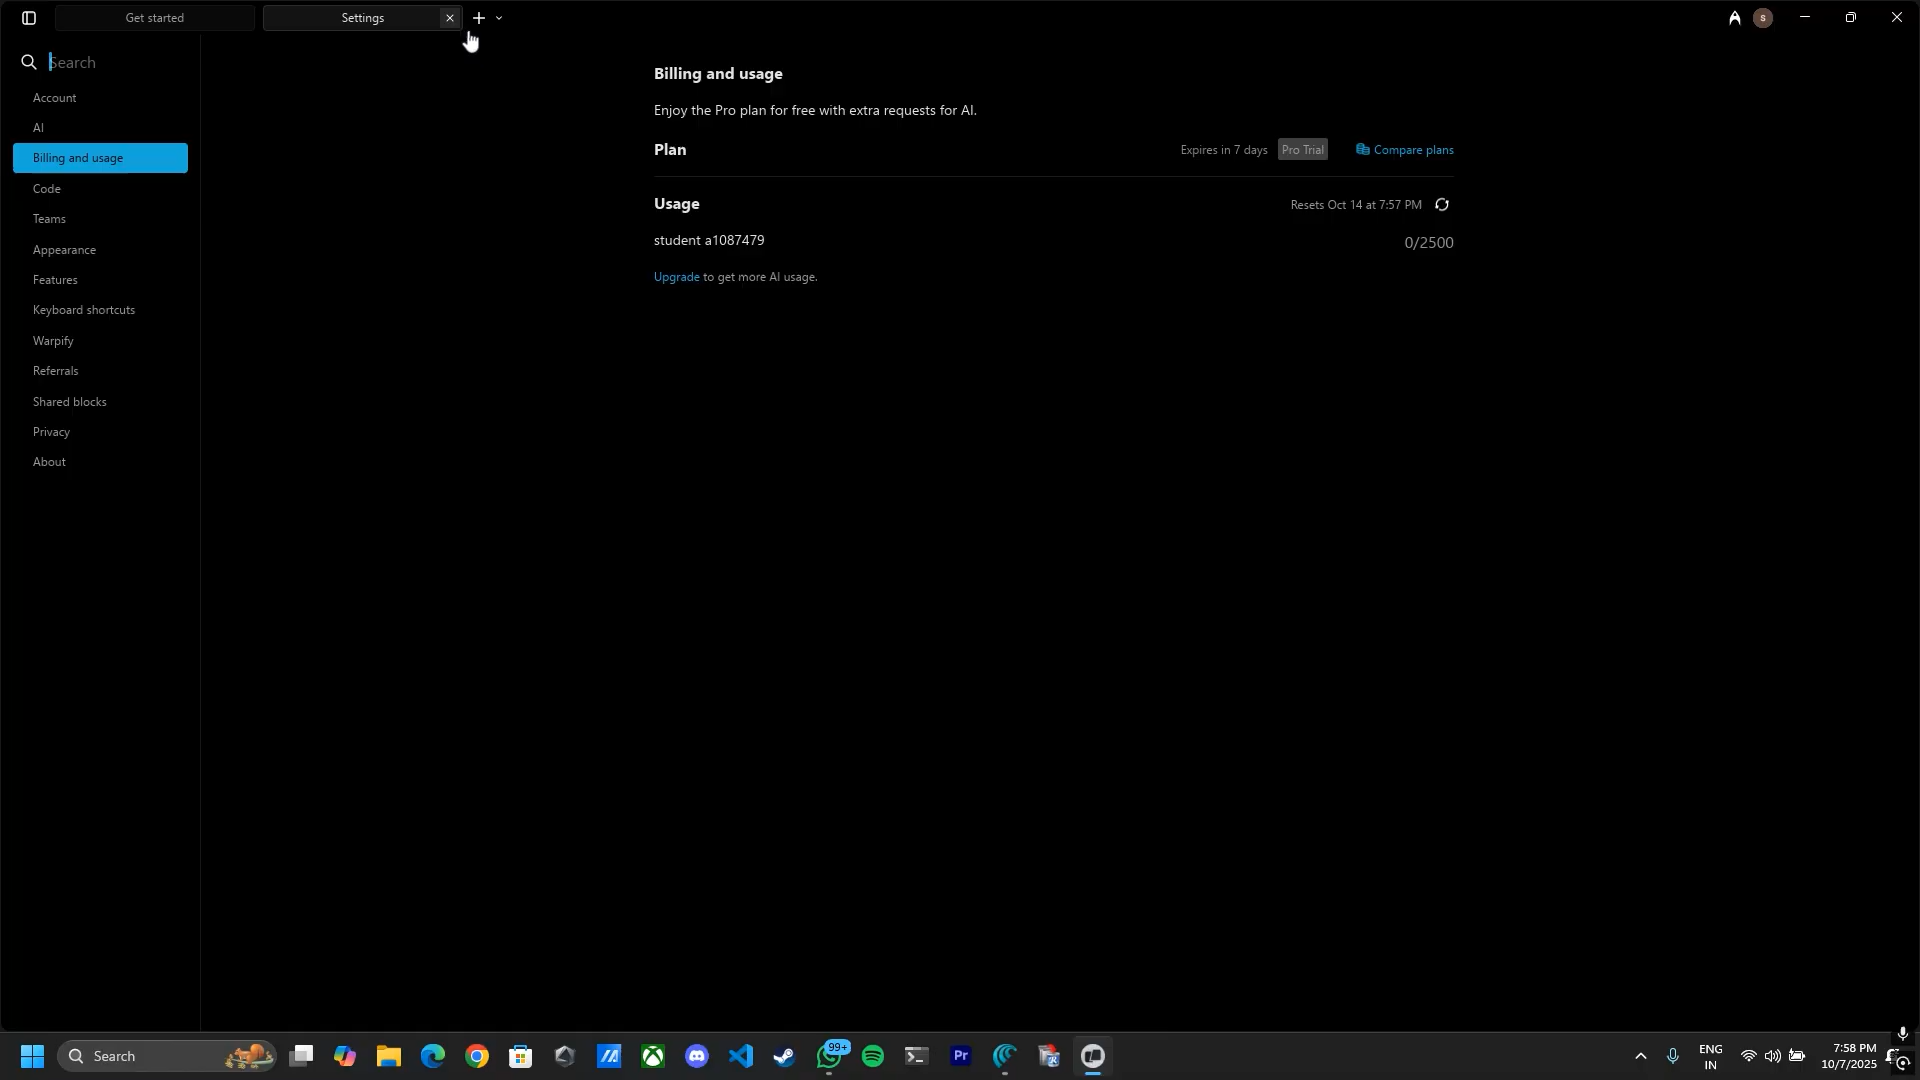 Get started
Settings
S
Search
Account
AI
Billing and usage
Code
Teams
Appearance
Features
Keyboard shortcuts
Warpify
Referrals
Shared blocks
Privacy
About
Billing and usage
Enjoy the Pro plan for free with extra requests for AI.
Plan
Expires in 7 days Pro Trial Compare plans
Usage
Resets Oct 14 at 7:57 PM
student a1087479
0/2500
Upgrade to get more AI usage.
Search
99+
Pr
ENG
IN
7:58 PM
10/7/2025